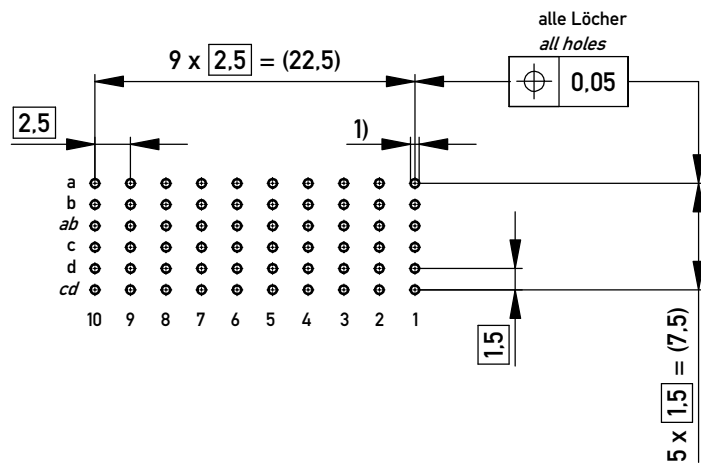 alle Löcher
all holes
9 x 2,5 = (22,5)
0,05
2,5
1)
a
b
ab
c
d
cd
10 9 8 7 6 5 4 3 2 1
1,5
5 x 1,5 = (7,5)